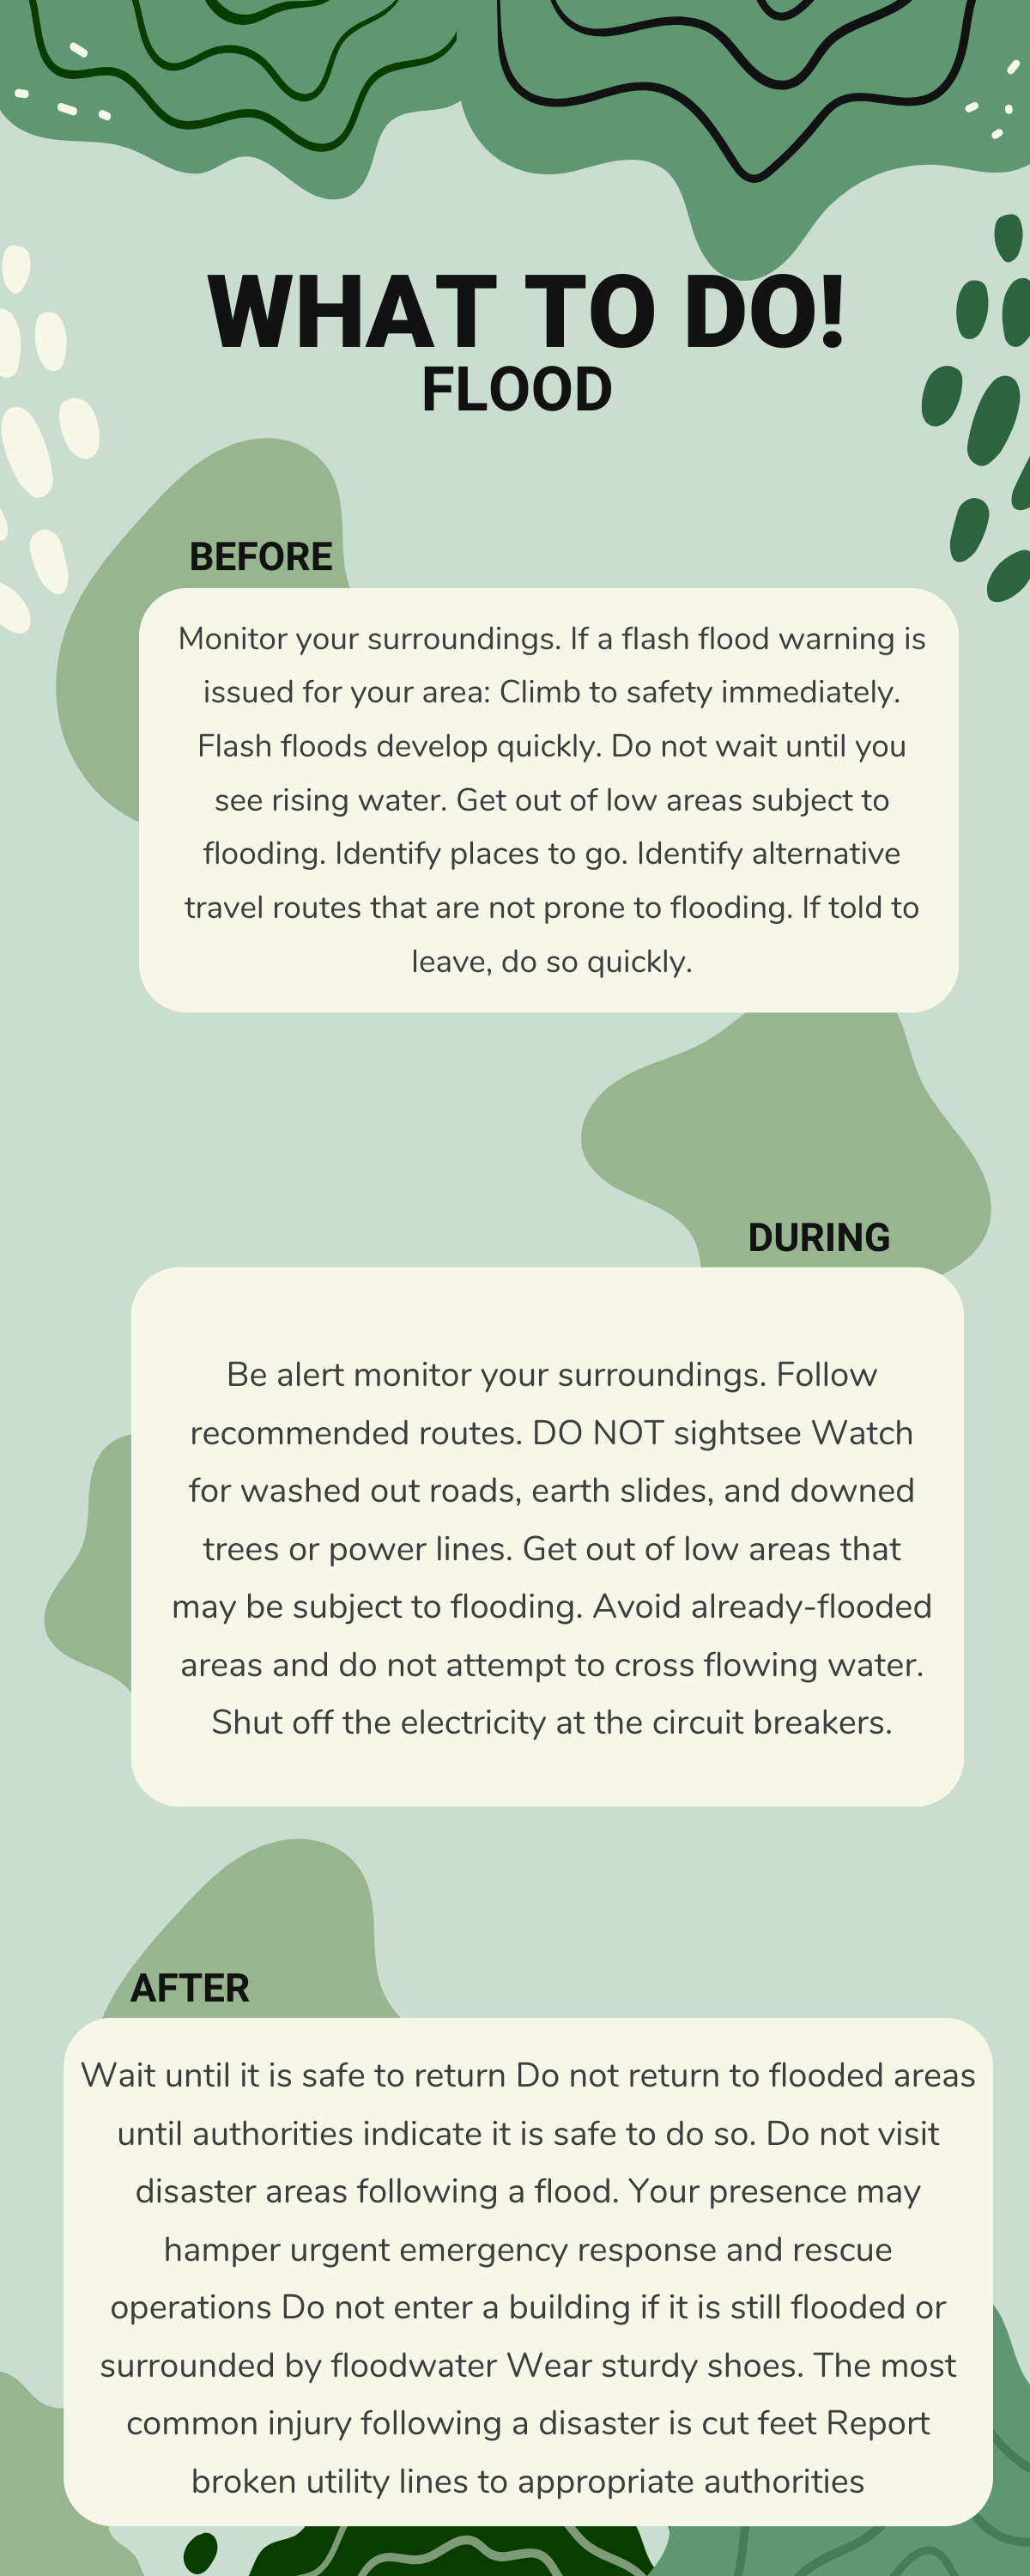 WHAT TO DO!
FLOOD
BEFORE
Monitor your surroundings. If a flash flood warning is
issued for your area: Climb to safety immediately.
Flash floods develop quickly. Do not wait until you
see rising water. Get out of low areas subject to
flooding. Identify places to go. Identify alternative
travel routes that are not prone to flooding. If told to
leave, do so quickly.
DURING
Be alert monitor your surroundings. Follow
recommended routes. DO NOT sightsee Watch
for washed out roads, earth slides, and downed
trees or power lines. Get out of low areas that
may be subject to flooding. Avoid already-flooded
areas and do not attempt to cross flowing water.
Shut off the electricity at the circuit breakers.
AFTER
Wait until it is safe to return Do not return to flooded areas
until authorities indicate it is safe to do so. Do not visit
disaster areas following a flood. Your presence may
hamper urgent emergency response and rescue
operations Do not enter a building if it is still flooded or
surrounded by floodwater Wear sturdy shoes. The most
common injury following a disaster is cut feet Report
broken utility lines to appropriate authorities